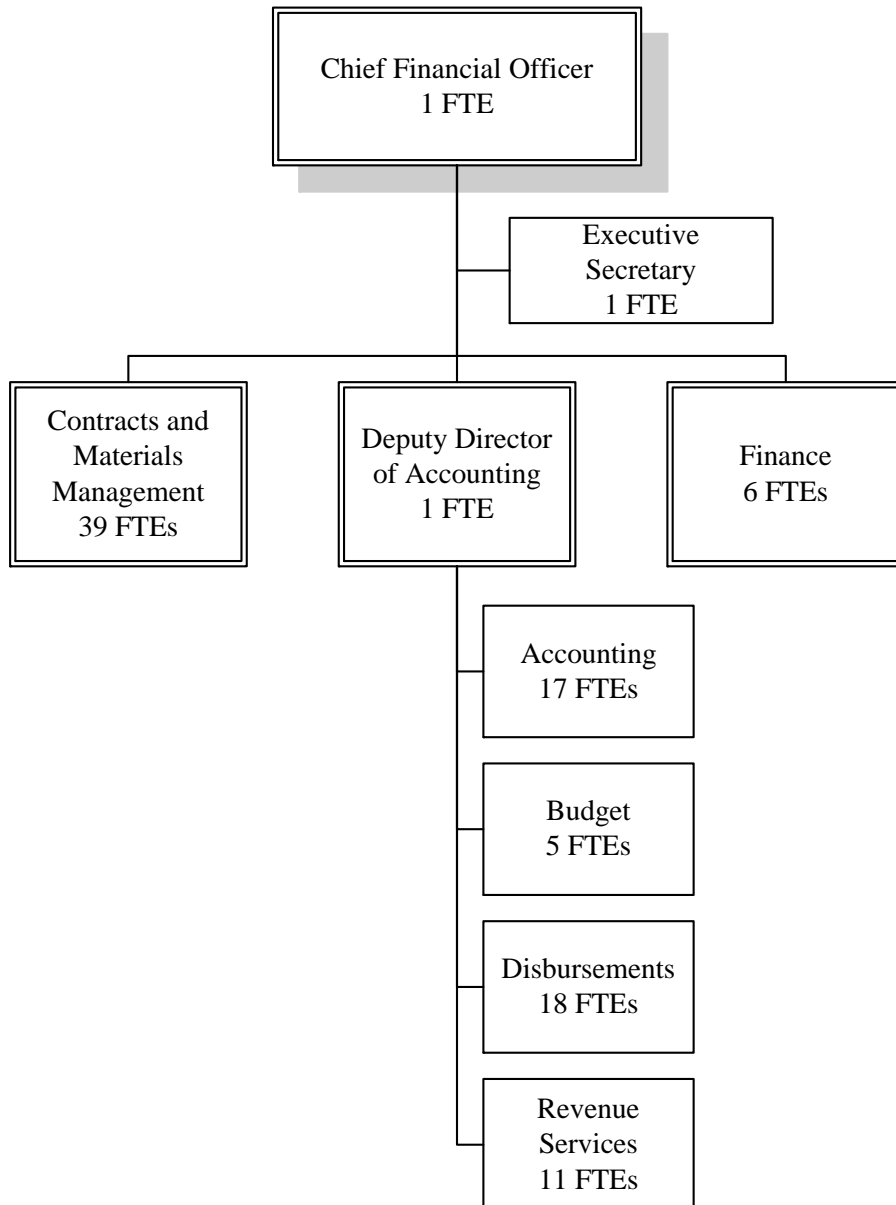 Chief Financial Officer
1 FTE
Executive
Secretary
1 FTE
Contracts and
Materials
Management
39 FTEs
Deputy Director
of Accounting
1 FTE
Finance
6 FTEs
Accounting
17 FTEs
Budget
5 FTEs
Disbursements
18 FTEs
Revenue
Services
11 FTEs